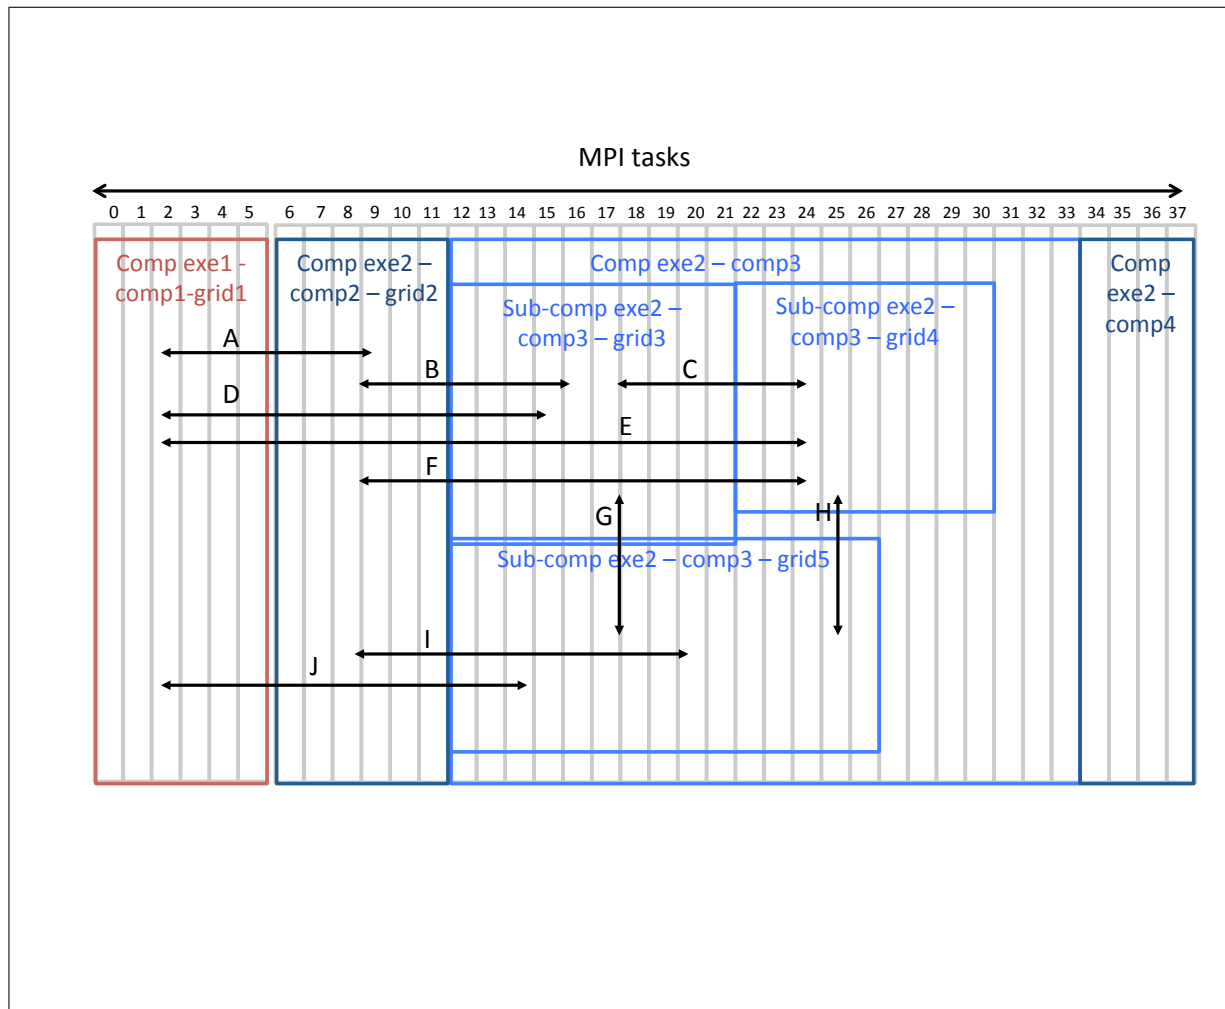 MPI tasks
0 1 2 3 4 5 6 7 8 9 10 11 12 13 14 15 16 17 18 19 20 21 22 23 24 25 26 27 28 29 30 31 32 33 34 35 36 37
Comp exe1 -
comp1-grid1
Comp exe2 –
comp2 – grid2
Comp exe2 – comp3
Sub-comp exe2 –
comp3 – grid3
Sub-comp exe2 –
comp3 – grid4
Comp
exe2 –
comp4
A
B
C
D
E
F
G
H
Sub-comp exe2 – comp3 – grid5
I
J